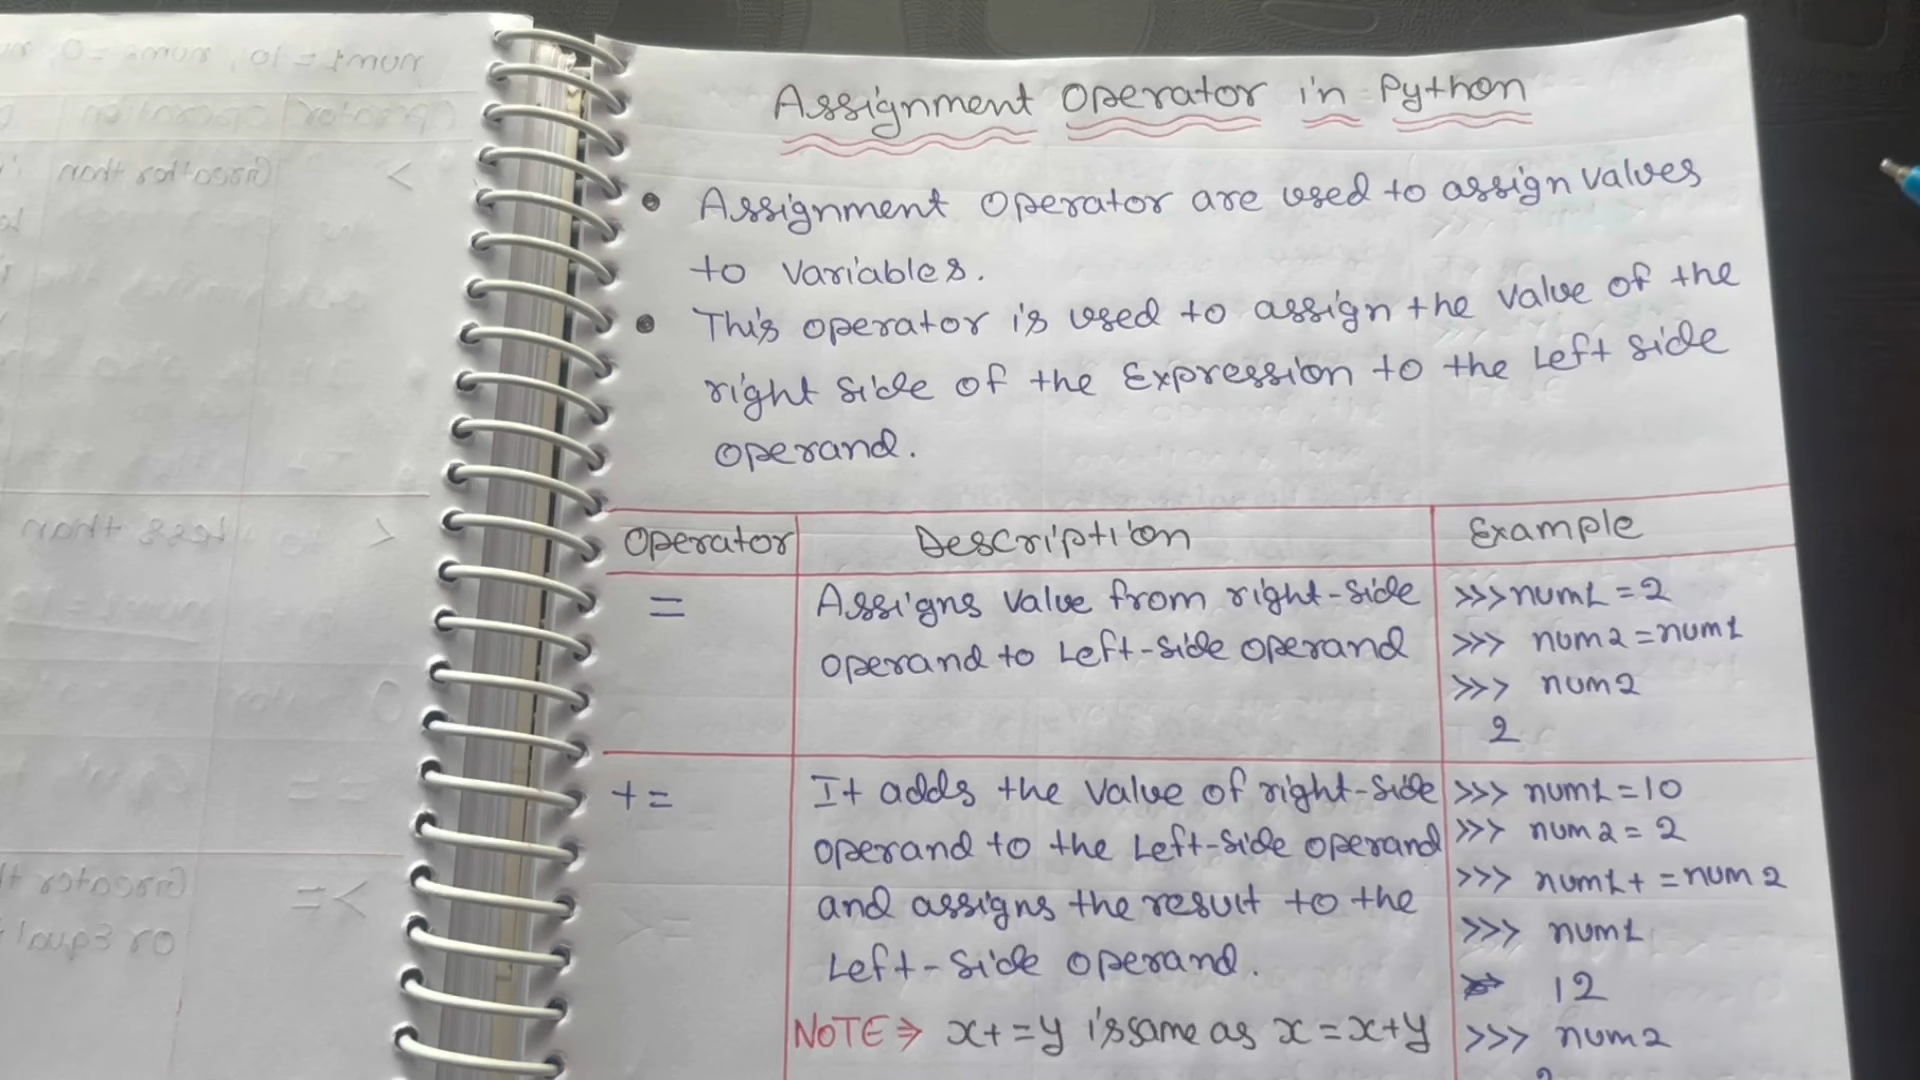 Assignment Operator in Python
• Assignment Operator are used to assign values
to variables.
• This operator is used to assign the value of the
right side of the Expression to the Left side
operand.
Operator Description Example
= Assigns value from right-side >>> num1 = 2
operand to Left-side operand >>> num2 = num1
>>> num2
2
+= It adds the value of right-side >>> num1 = 10
operand to the Left-side operand >>> num2 = 2
and assigns the result to the >>> num1 + = num2
Left-side operand. >>> num1
12
NOTE ⇒ x+=y is same as x = x+y >>> num2